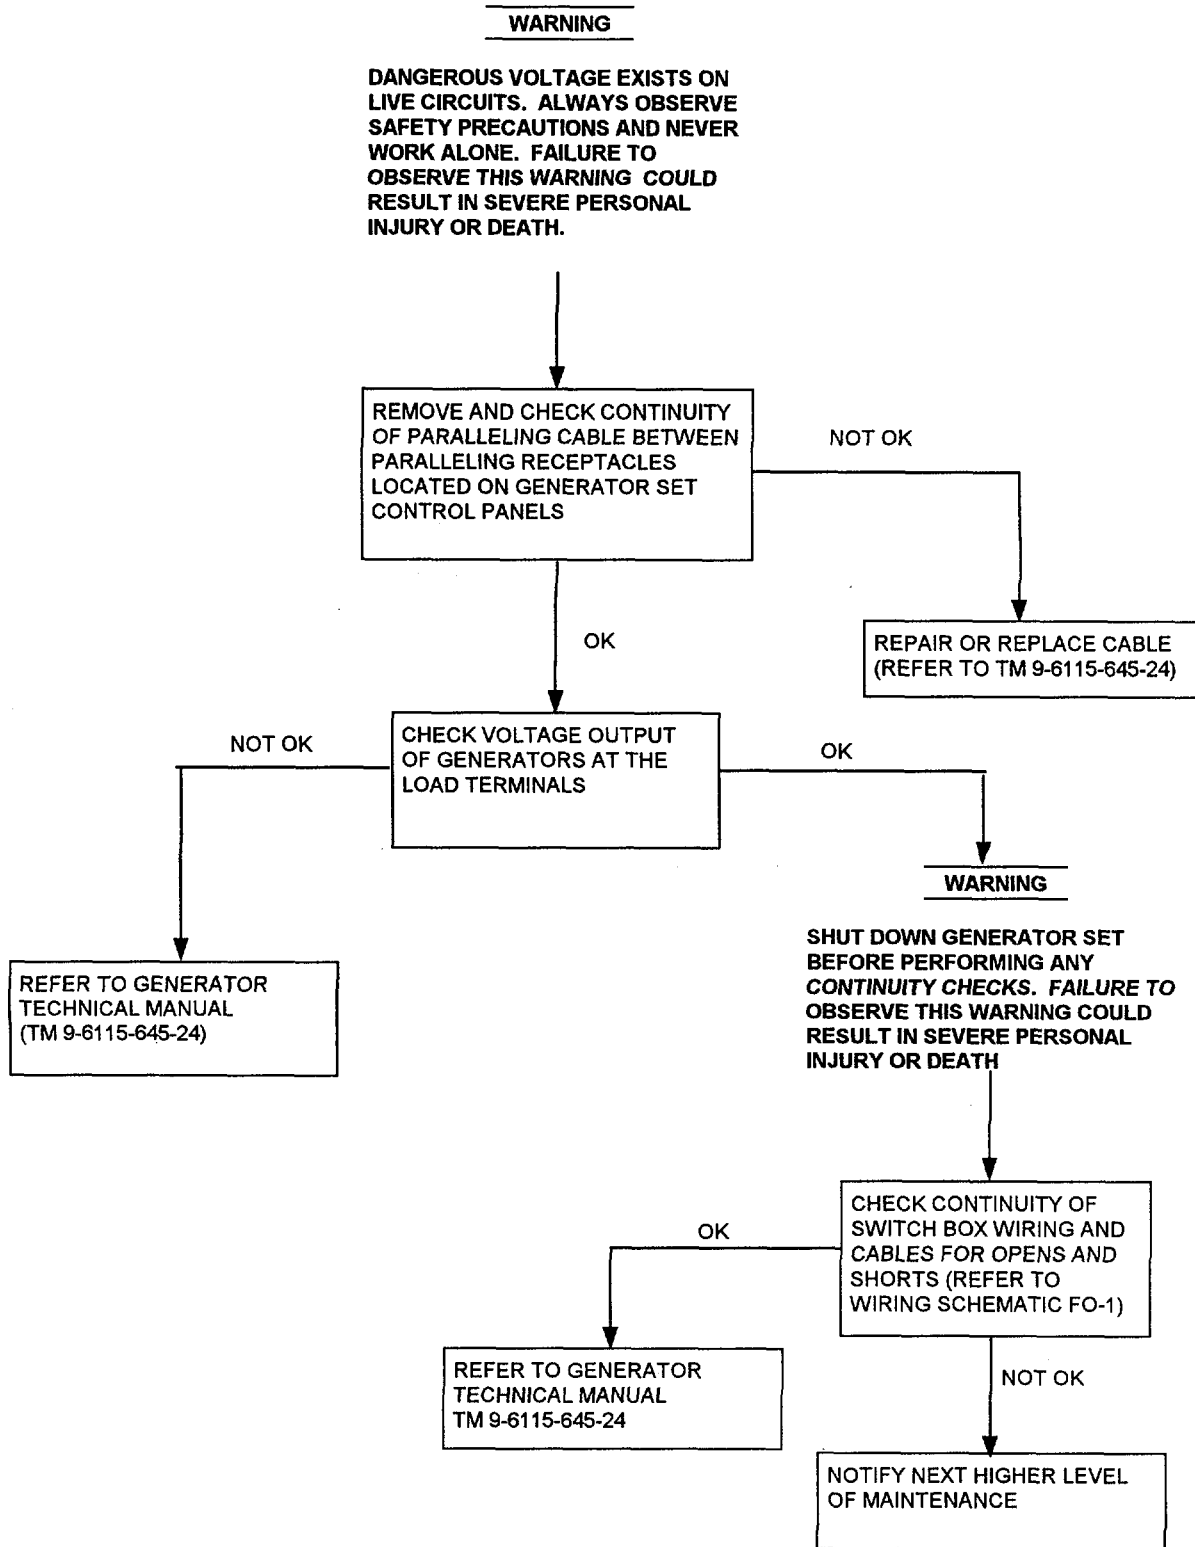 WARNING
DANGEROUS VOLTAGE EXISTS ON
LIVE CIRCUITS. ALWAYS OBSERVE
SAFETY PRECAUTIONS AND NEVER
WORK ALONE. FAILURE TO
OBSERVE THIS WARNING COULD
RESULT IN SEVERE PERSONAL
INJURY OR DEATH.
REMOVE AND CHECK CONTINUITY
OF PARALLELING CABLE BETWEEN
PARALLELING RECEPTACLES
LOCATED ON GENERATOR SET
CONTROL PANELS
NOT OK
OK
REPAIR OR REPLACE CABLE
(REFER TO TM 9-6115-645-24)
CHECK VOLTAGE OUTPUT
OF GENERATORS AT THE
LOAD TERMINALS
NOT OK
OK
REFER TO GENERATOR
TECHNICAL MANUAL
(TM 9-6115-645-24)
WARNING
SHUT DOWN GENERATOR SET
BEFORE PERFORMING ANY
CONTINUITY CHECKS. FAILURE TO
OBSERVE THIS WARNING COULD
RESULT IN SEVERE PERSONAL
INJURY OR DEATH
CHECK CONTINUITY OF
SWITCH BOX WIRING AND
CABLES FOR OPENS AND
SHORTS (REFER TO
WIRING SCHEMATIC FO-1)
OK
REFER TO GENERATOR
TECHNICAL MANUAL
TM 9-6115-645-24
NOT OK
NOTIFY NEXT HIGHER LEVEL
OF MAINTENANCE